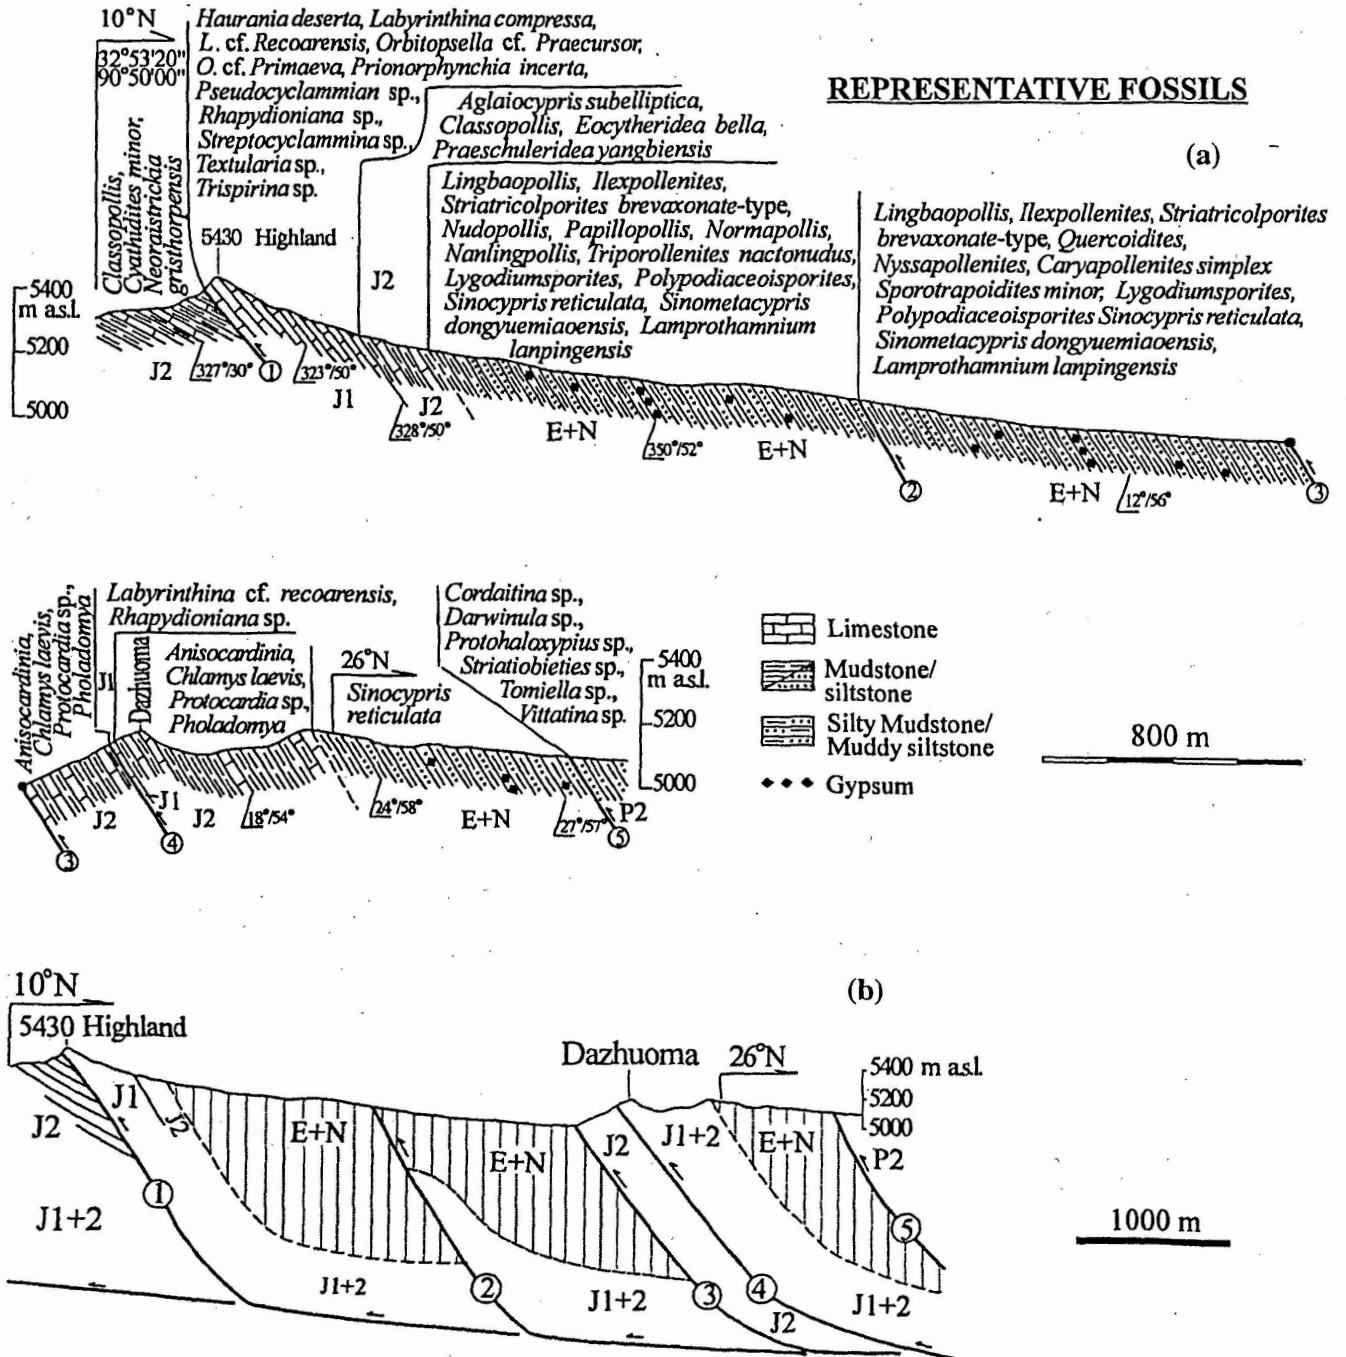 REPRESENTATIVE FOSSILS
(a)
10°N
32°53'20"
90°50'00"
Classopollis,
Cyathidites minor,
Neoraistrickia
gristhorpensis
Haurania deserta, Labyrinthina compressa,
L. cf. Recoarensis, Orbitopsella cf. Praecursor,
O. cf. Primaeva, Prionorphynchia incerta,
Pseudocyclammian sp.,
Rhapydioniana sp.,
Streptocyclammina sp.,
Textularia sp.,
Trispirina sp.
5430 Highland
J2
Aglaiocypris subelliptica,
Classopollis, Eocytheridea bella,
Praeschuleridea yangbiensis
Lingbaopollis, Ilexpollenites,
Striatricolporites brevaxonate-type,
Nudopollis, Papillopollis, Normapollis,
Nanlingpollis, Triporollenites nactonudus,
Lygodiumsporites, Polypodiaceoisporites,
Sinocypris reticulata, Sinometacypris
dongyuemiaoensis, Lamprothamnium
lanpingensis
Lingbaopollis, Ilexpollenites, Striatricolporites
brevaxonate-type, Quercoidites,
Nyssapollenites, Caryapollenites simplex
Sporotrapoidites minor, Lygodiumsporites,
Polypodiaceoisporites Sinocypris reticulata,
Sinometacypris dongyuemiaoensis,
Lamprothamnium lanpingensis
5400
m a.s.l.
5200
5000
J2
327°/30°
①
323°/50°
J1
J2
328°/50°
E+N
350°/52°
E+N
②
E+N
12°/56°
③
Anisocardinia,
Chlamys laevis,
Protocardia sp.,
Pholadomya
J1
Labyrinthina cf. recoarensis,
Rhapydioniana sp.
Dazhuoma
Anisocardinia,
Chlamys laevis,
Protocardia sp.,
Pholadomya
26°N
Sinocypris
reticulata
Cordaitina sp.,
Darwinula sp.,
Protohaloxypius sp.,
Striatiobieties sp.,
Tomiella sp.,
Vittatina sp.
5400
m a.s.l.
5200
5000
③
J2
J1
④
J2
18°/54°
24°/58°
E+N
27°/57°
P2
⑤
Limestone
Mudstone/
siltstone
Silty Mudstone/
Muddy siltstone
Gypsum
800 m
(b)
10°N
5430 Highland
Dazhuoma
26°N
5400 m a.s.l.
5200
5000
J2
J1
J2
E+N
E+N
J2
J1+2
E+N
P2
①
②
③
④
⑤
J1+2
J1+2
J1+2
J2
J1+2
1000 m